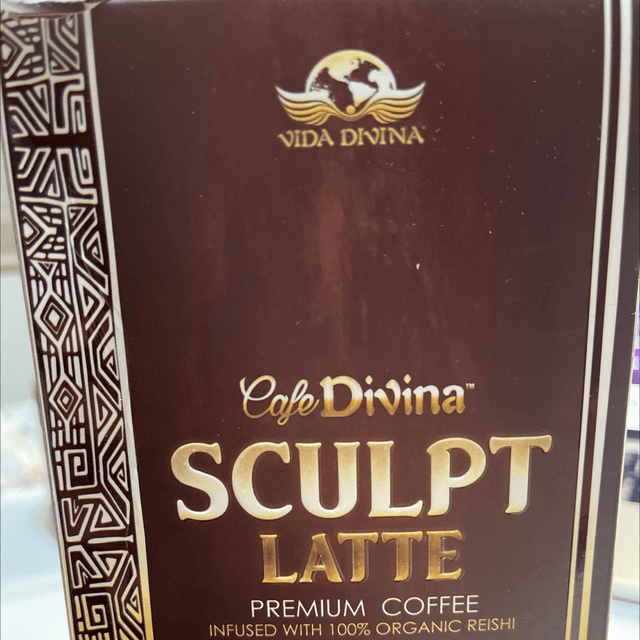 VIDA DIVINA
Cafe Divina™
SCULPT
LATTE
PREMIUM COFFEE
INFUSED WITH 100% ORGANIC REISHI